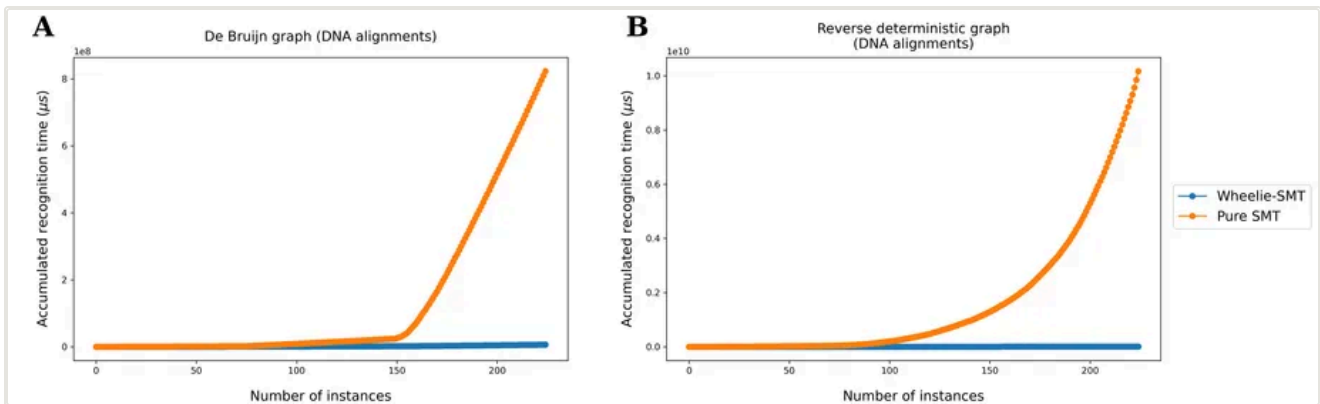 A
De Bruijn graph (DNA alignments)
1e8
8
6
4
2
0
Accumulated recognition time (μs)
0 50 100 150 200
Number of instances
B
Reverse deterministic graph
(DNA alignments)
1e10
1.0
0.8
0.6
0.4
0.2
0.0
Accumulated recognition time (μs)
0 50 100 150 200
Number of instances
Wheelie-SMT
Pure SMT